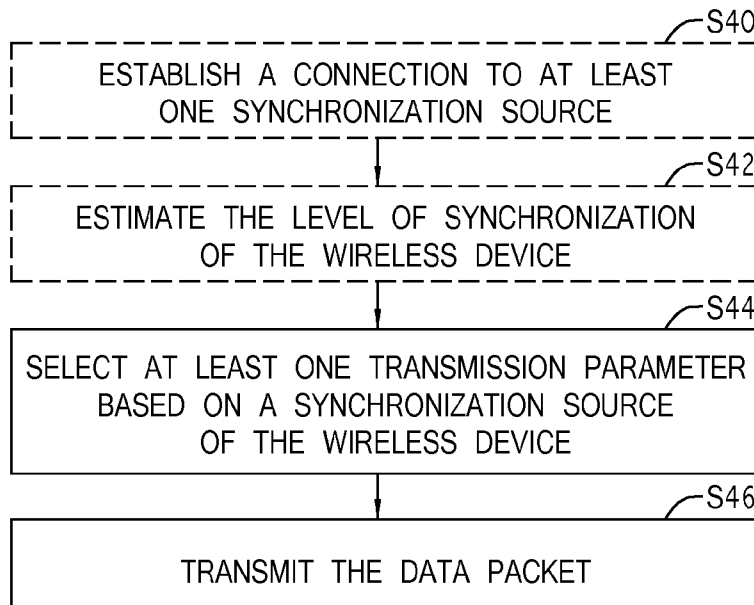 S40
ESTABLISH A CONNECTION TO AT LEAST
ONE SYNCHRONIZATION SOURCE
S42
ESTIMATE THE LEVEL OF SYNCHRONIZATION
OF THE WIRELESS DEVICE
S44
SELECT AT LEAST ONE TRANSMISSION PARAMETER
BASED ON A SYNCHRONIZATION SOURCE
OF THE WIRELESS DEVICE
S46
TRANSMIT THE DATA PACKET